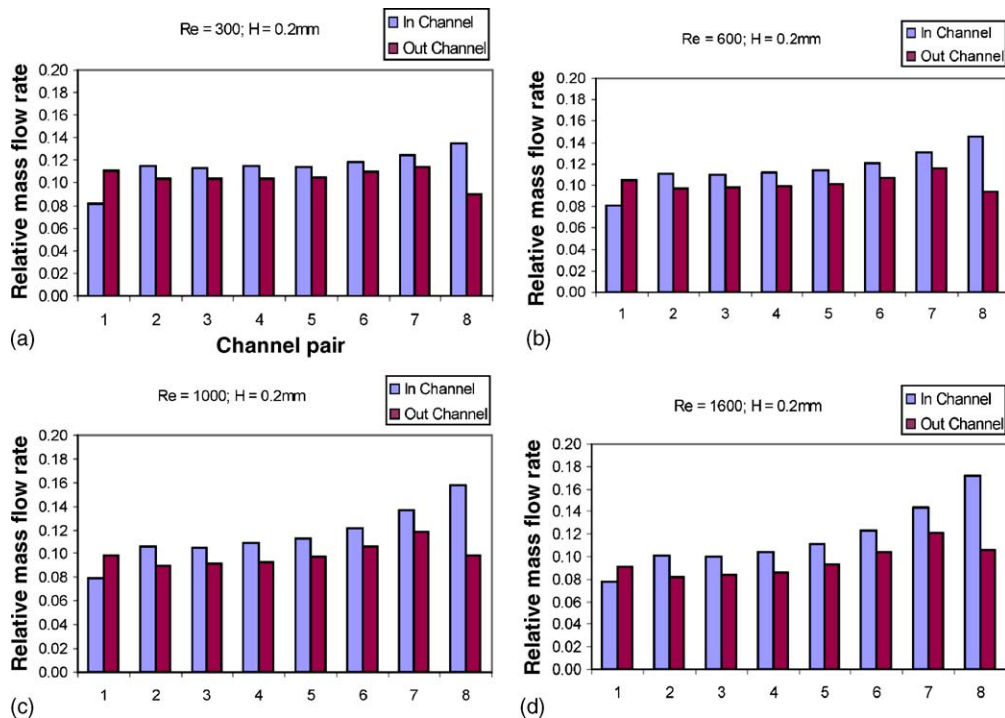 Re = 300; H = 0.2mm
In Channel
Out Channel
Relative mass flow rate
0.20
0.18
0.16
0.14
0.12
0.10
0.08
0.06
0.04
0.02
0.00
1 2 3 4 5 6 7 8
Channel pair
(a)
Re = 600; H = 0.2mm
In Channel
Out Channel
Relative mass flow rate
0.20
0.18
0.16
0.14
0.12
0.10
0.08
0.06
0.04
0.02
0.00
1 2 3 4 5 6 7 8
(b)
Re = 1000; H = 0.2mm
In Channel
Out Channel
Relative mass flow rate
0.20
0.18
0.16
0.14
0.12
0.10
0.08
0.06
0.04
0.02
0.00
1 2 3 4 5 6 7 8
(c)
Re = 1600; H = 0.2mm
In Channel
Out Channel
Relative mass flow rate
0.20
0.18
0.16
0.14
0.12
0.10
0.08
0.06
0.04
0.02
0.00
1 2 3 4 5 6 7 8
(d)